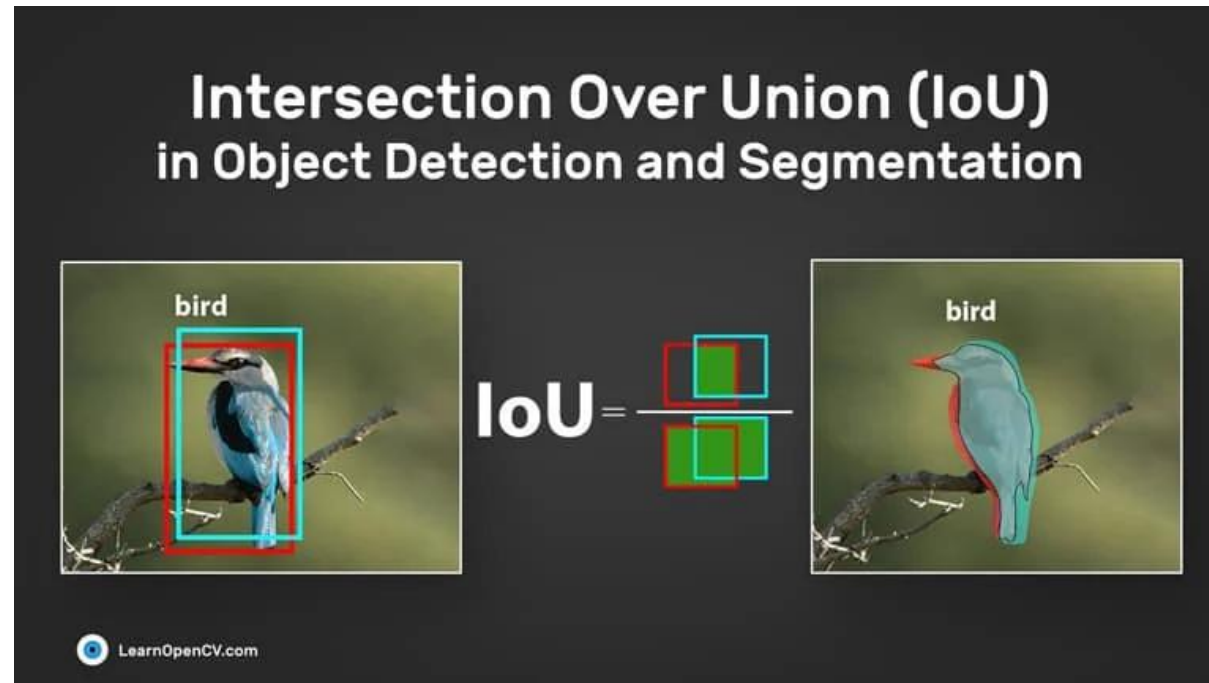 Intersection Over Union (IoU)
in Object Detection and Segmentation
bird
IoU =
bird
LearnOpenCV.com